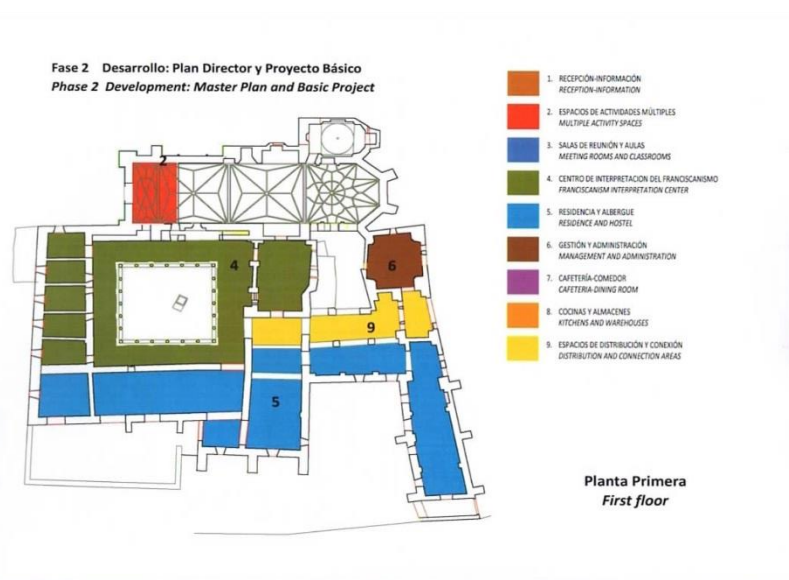 Fase 2 Desarrollo: Plan Director y Proyecto Básico
Phase 2 Development: Master Plan and Basic Project
1. RECEPCIÓN-INFORMACIÓN
RECEPTION-INFORMATION
2. ESPACIOS DE ACTIVIDADES MÚLTIPLES
MULTIPLE ACTIVITY SPACES
3. SALAS DE REUNIÓN Y AULAS
MEETING ROOMS AND CLASSROOMS
4. CENTRO DE INTERPRETACION DEL FRANCISCANISMO
FRANCISCANISM INTERPRETATION CENTER
5. RESIDENCIA Y ALBERGUE
RESIDENCE AND HOSTEL
6. GESTIÓN Y ADMINISTRACIÓN
MANAGEMENT AND ADMINISTRATION
7. CAFETERÍA-COMEDOR
CAFETERIA-DINING ROOM
8. COCINAS Y ALMACENES
KITCHENS AND WAREHOUSES
9. ESPACIOS DE DISTRIBUCIÓN Y CONEXIÓN
DISTRIBUTION AND CONNECTION AREAS
2
4
6
9
5
Planta Primera
First floor